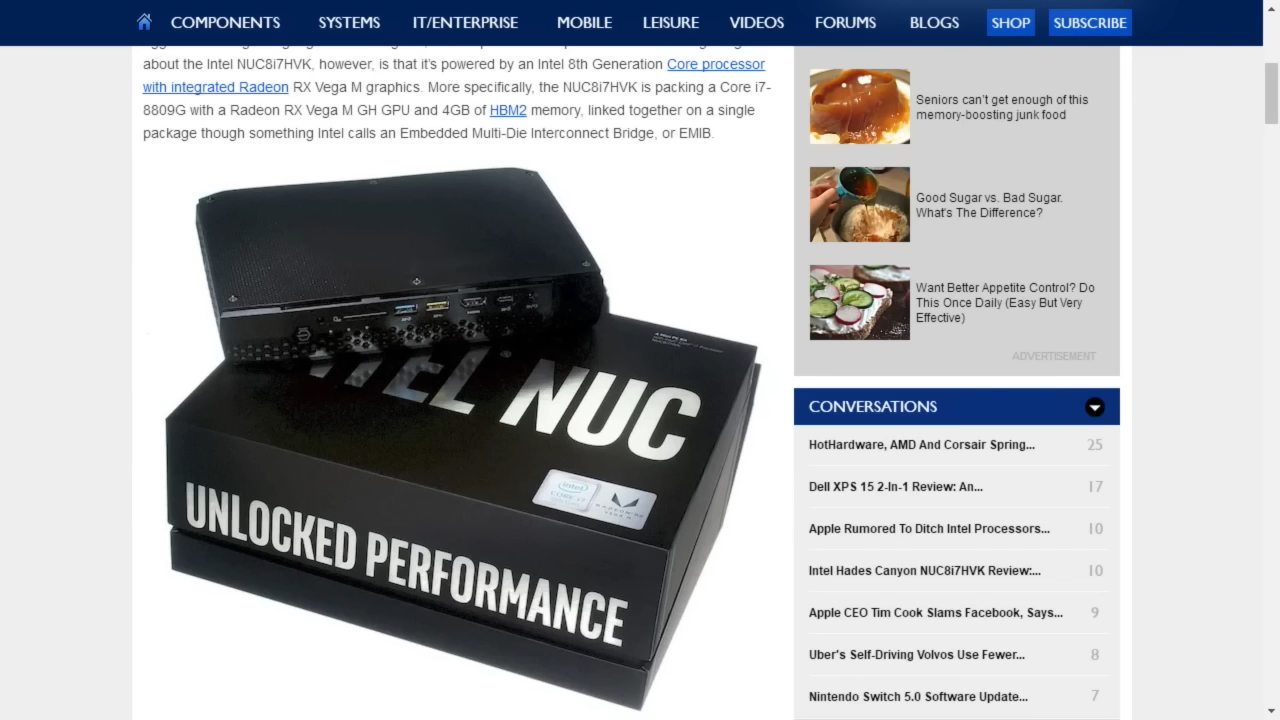 COMPONENTS SYSTEMS IT/ENTERPRISE MOBILE LEISURE VIDEOS FORUMS BLOGS SHOP SUBSCRIBE
about the Intel NUC8i7HVK, however, is that it's powered by an Intel 8th Generation Core processor
with integrated Radeon RX Vega M graphics. More specifically, the NUC8i7HVK is packing a Core i7-
8809G with a Radeon RX Vega M GH GPU and 4GB of HBM2 memory, linked together on a single
package though something Intel calls an Embedded Multi-Die Interconnect Bridge, or EMIB.
INTEL NUC
intel
CORE i7
UNLOCKED PERFORMANCE
Seniors can't get enough of this
memory-boosting junk food
Good Sugar vs. Bad Sugar.
What's The Difference?
Want Better Appetite Control? Do
This Once Daily (Easy But Very
Effective)
ADVERTISEMENT
CONVERSATIONS
HotHardware, AMD And Corsair Spring... 25
Dell XPS 15 2-In-1 Review: An... 17
Apple Rumored To Ditch Intel Processors... 10
Intel Hades Canyon NUC8i7HVK Review:... 10
Apple CEO Tim Cook Slams Facebook, Says... 9
Uber's Self-Driving Volvos Use Fewer... 8
Nintendo Switch 5.0 Software Update... 7